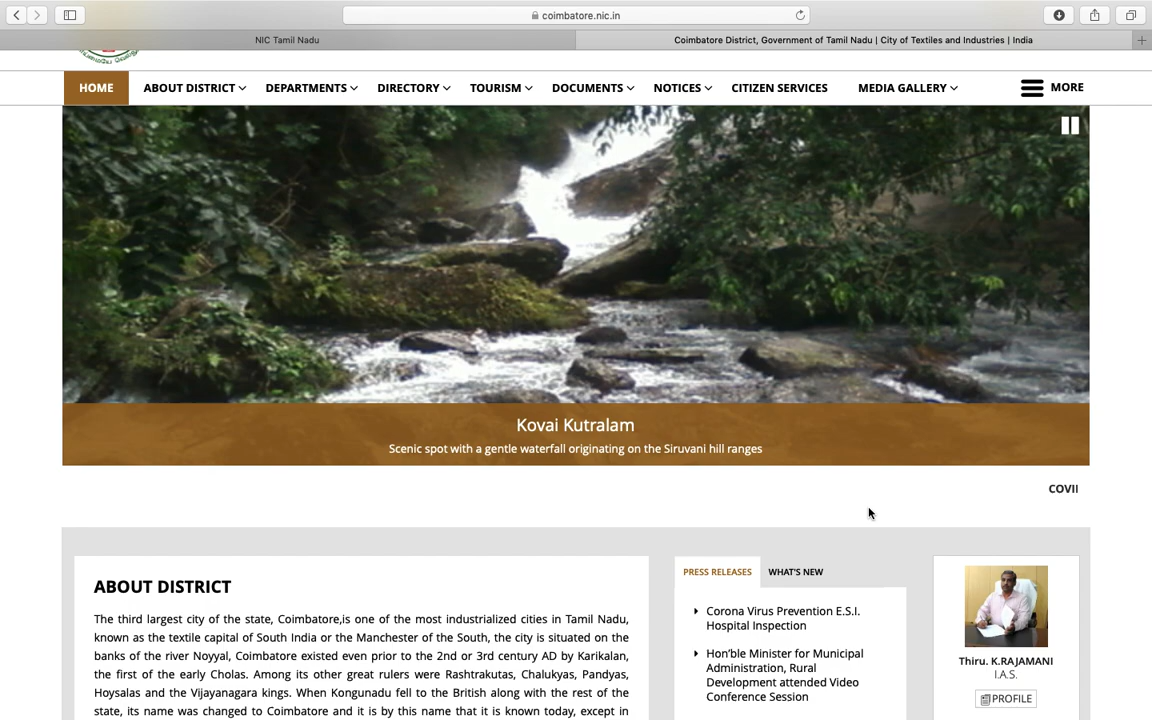 coimbatore.nic.in
NIC Tamil Nadu
Coimbatore District, Government of Tamil Nadu | City of Textiles and Industries | India
HOME
ABOUT DISTRICT
DEPARTMENTS
DIRECTORY
TOURISM
DOCUMENTS
NOTICES
CITIZEN SERVICES
MEDIA GALLERY
MORE
Kovai Kutralam
Scenic spot with a gentle waterfall originating on the Siruvani hill ranges
COVII
ABOUT DISTRICT
The third largest city of the state, Coimbatore,is one of the most industrialized cities in Tamil Nadu,
known as the textile capital of South India or the Manchester of the South, the city is situated on the
banks of the river Noyyal, Coimbatore existed even prior to the 2nd or 3rd century AD by Karikalan,
the first of the early Cholas. Among its other great rulers were Rashtrakutas, Chalukyas, Pandyas,
Hoysalas and the Vijayanagara kings. When Kongunadu fell to the British along with the rest of the
state, its name was changed to Coimbatore and it is by this name that it is known today, except in
PRESS RELEASES
WHAT'S NEW
Corona Virus Prevention E.S.I.
Hospital Inspection
Hon'ble Minister for Municipal
Administration, Rural
Development attended Video
Conference Session
Thiru. K.RAJAMANI
I.A.S.
PROFILE